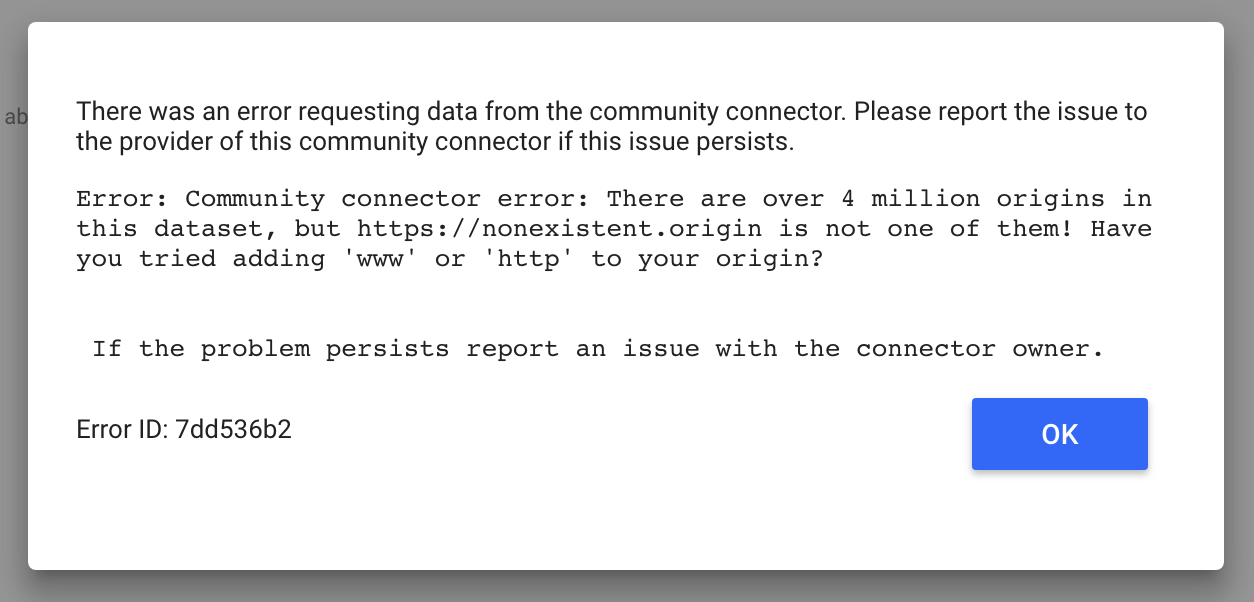 ab
There was an error requesting data from the community connector. Please report the issue to
the provider of this community connector if this issue persists.
Error: Community connector error: There are over 4 million origins in
this dataset, but https://nonexistent.origin is not one of them! Have
you tried adding 'www' or 'http' to your origin?
If the problem persists report an issue with the connector owner.
Error ID: 7dd536b2
OK